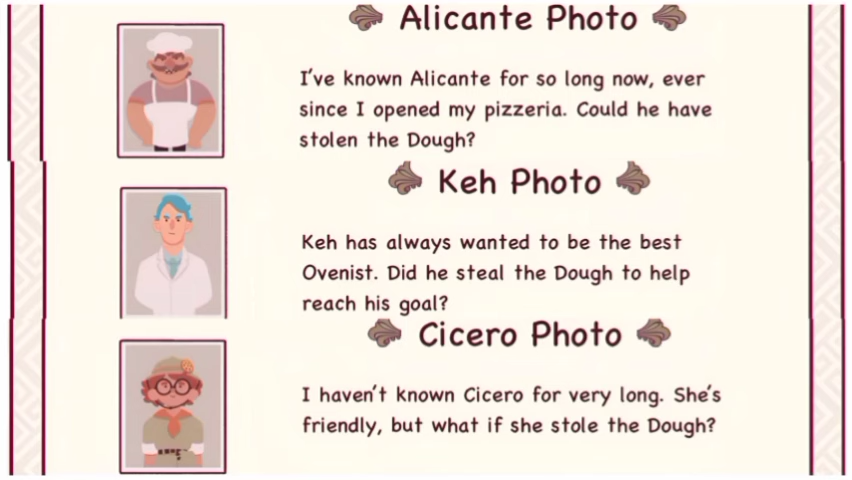 Alicante Photo
I've known Alicante for so long now, ever
since I opened my pizzeria. Could he have
stolen the Dough?
Keh Photo
Keh has always wanted to be the best
Ovenist. Did he steal the Dough to help
reach his goal?
Cicero Photo
I haven't known Cicero for very long. She's
friendly, but what if she stole the Dough?